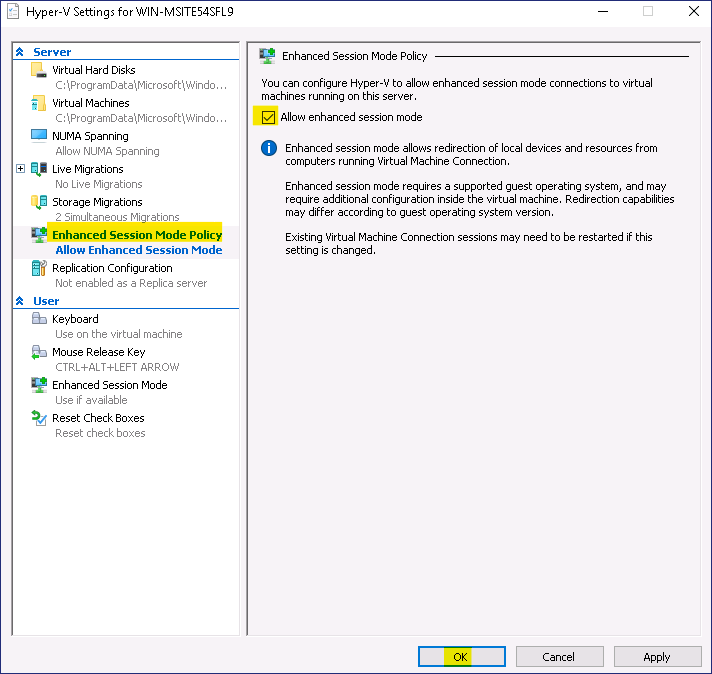 Hyper-V Settings for WIN-MSITE54SFL9
Server
Virtual Hard Disks
C:\ProgramData\Microsoft\Windo...
Virtual Machines
C:\ProgramData\Microsoft\Windo...
NUMA Spanning
Allow NUMA Spanning
Live Migrations
No Live Migrations
Storage Migrations
2 Simultaneous Migrations
Enhanced Session Mode Policy
Allow Enhanced Session Mode
Replication Configuration
Not enabled as a Replica server
User
Keyboard
Use on the virtual machine
Mouse Release Key
CTRL+ALT+LEFT ARROW
Enhanced Session Mode
Use if available
Reset Check Boxes
Reset check boxes
Enhanced Session Mode Policy
You can configure Hyper-V to allow enhanced session mode connections to virtual
machines running on this server.
Allow enhanced session mode
Enhanced session mode allows redirection of local devices and resources from
computers running Virtual Machine Connection.
Enhanced session mode requires a supported guest operating system, and may
require additional configuration inside the virtual machine. Redirection capabilities
may differ according to guest operating system version.
Existing Virtual Machine Connection sessions may need to be restarted if this
setting is changed.
OK
Cancel
Apply